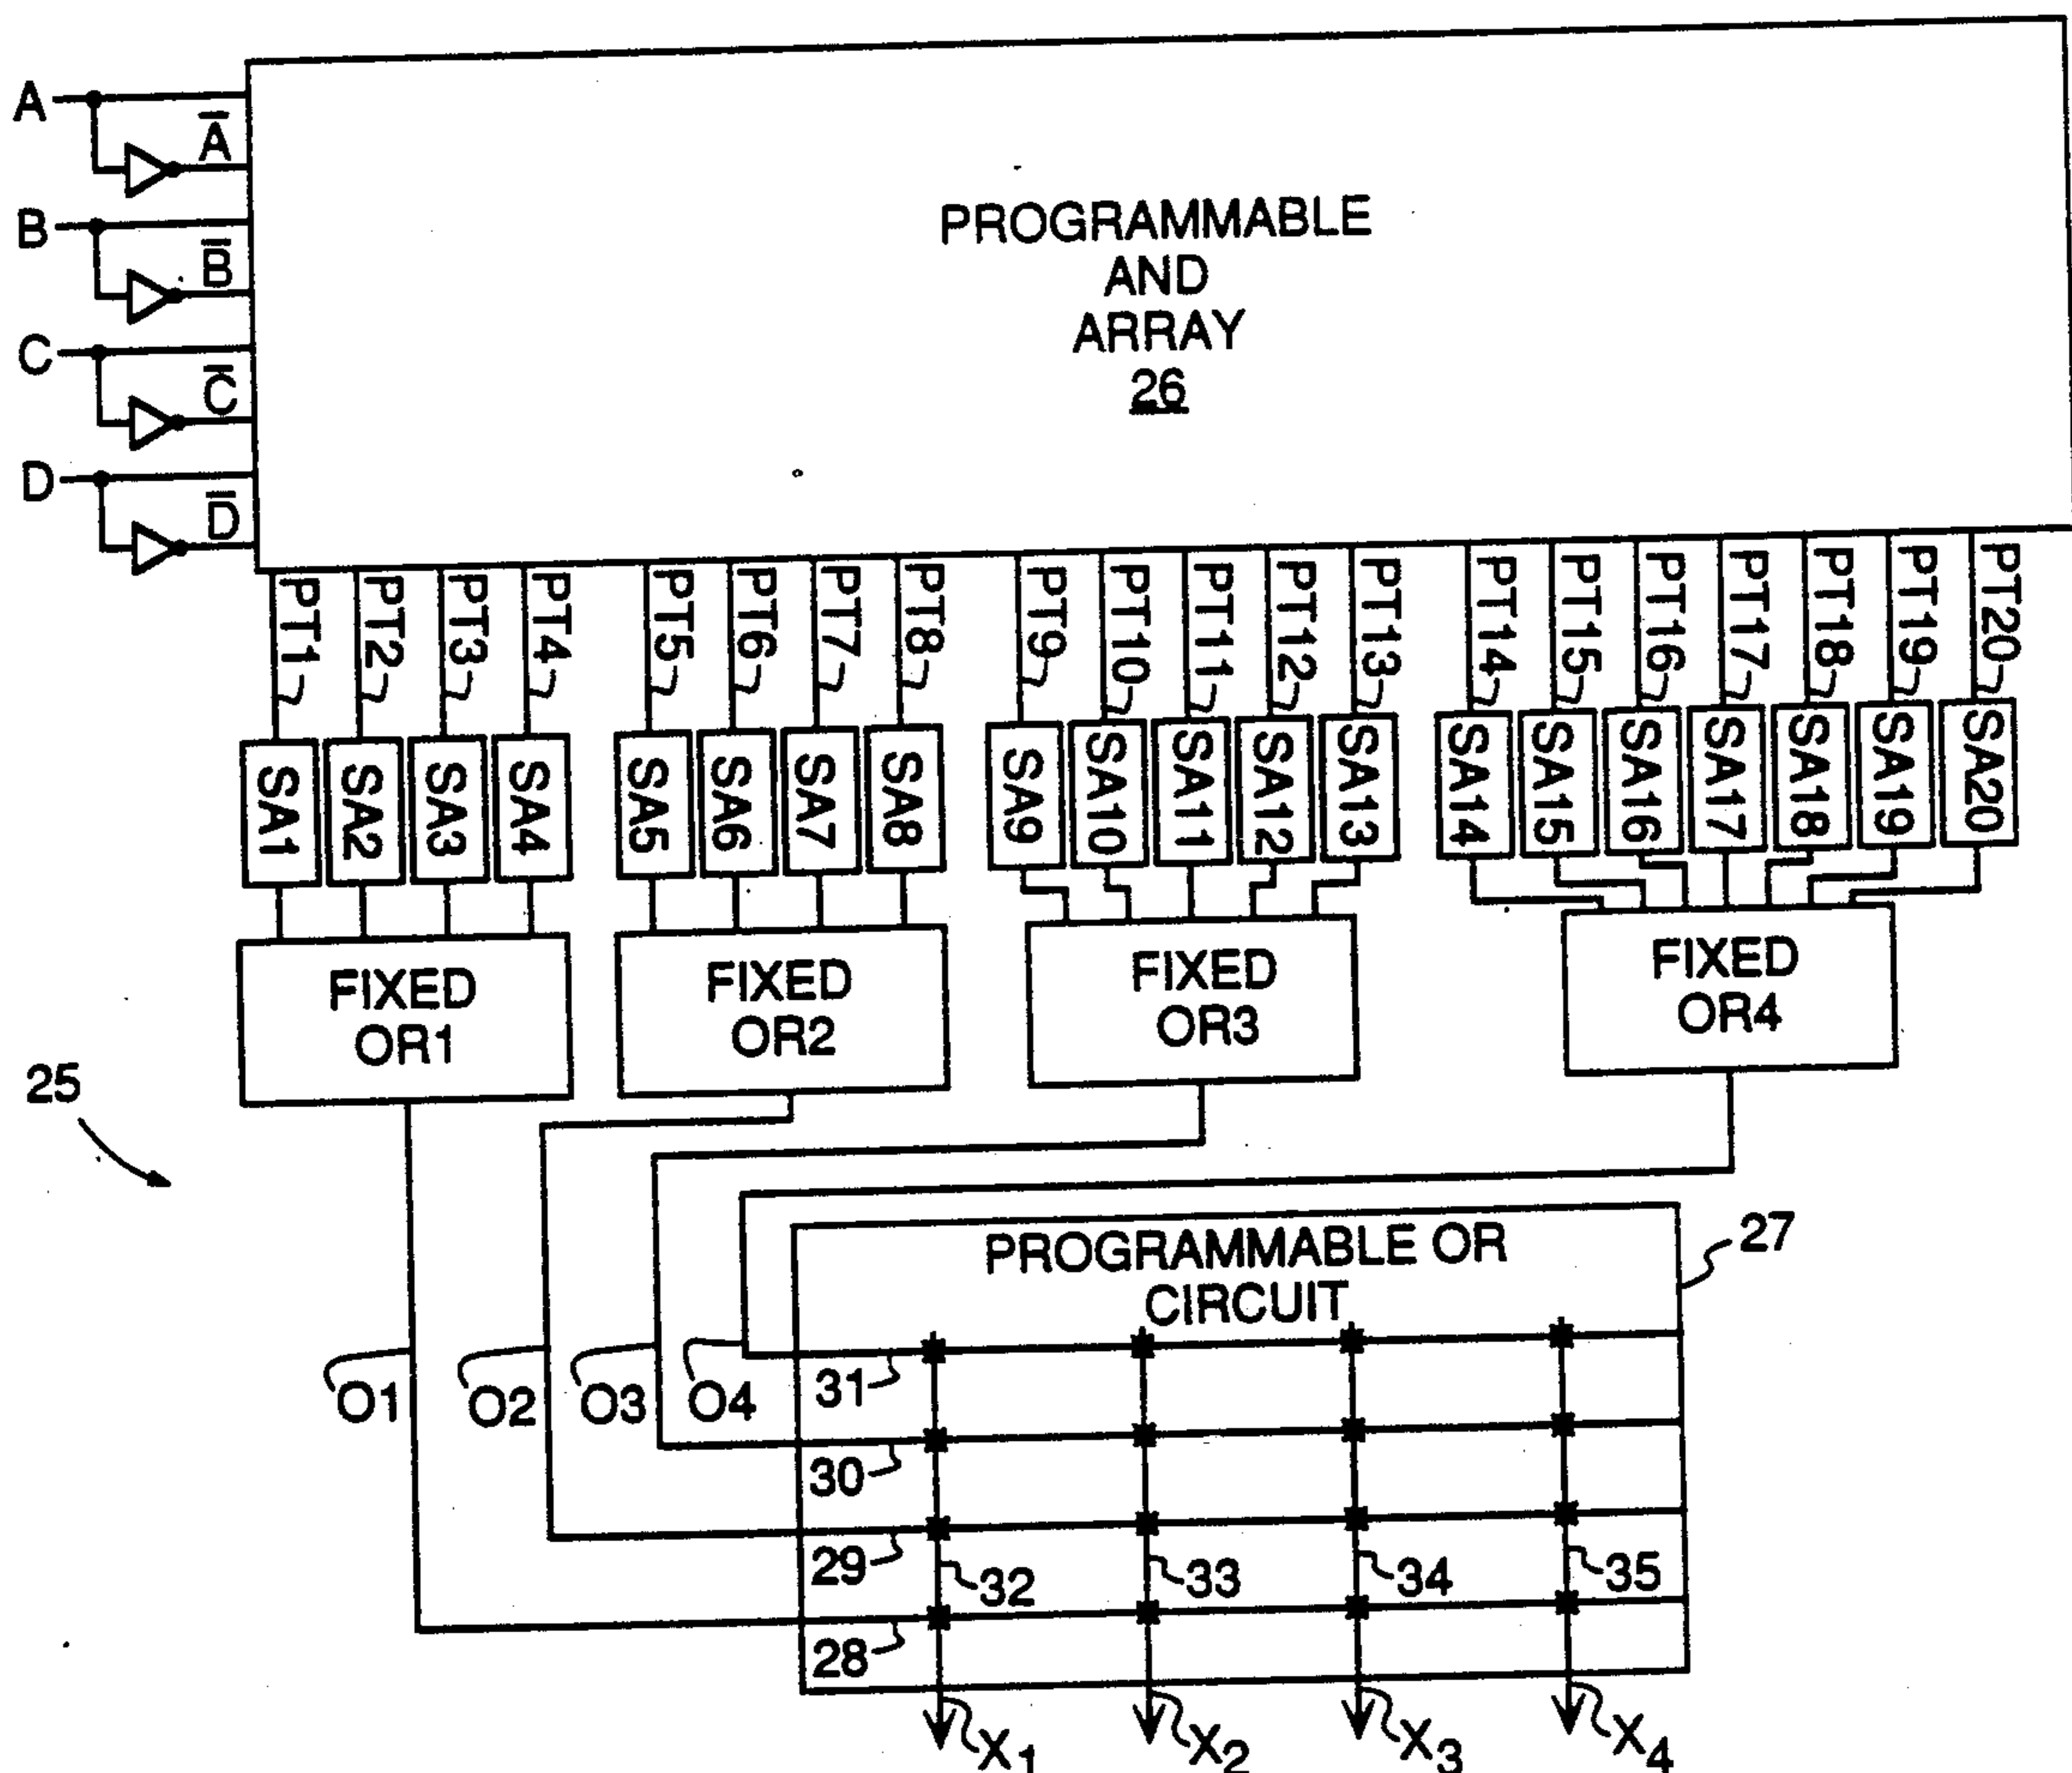 A
A̅
B
B̅
C
C̅
D
D̅
PROGRAMMABLE
AND
ARRAY
26
PT1 PT2 PT3 PT4 PT5 PT6 PT7 PT8 PT9 PT10 PT11 PT12 PT13 PT14 PT15 PT16 PT17 PT18 PT19 PT20
SA1 SA2 SA3 SA4 SA5 SA6 SA7 SA8 SA9 SA10 SA11 SA12 SA13 SA14 SA15 SA16 SA17 SA18 SA19 SA20
FIXED
OR1
FIXED
OR2
FIXED
OR3
FIXED
OR4
25
PROGRAMMABLE OR
CIRCUIT
27
O1 O2 O3 O4
31
30
29
32 33 34 35
28
X1 X2 X3 X4